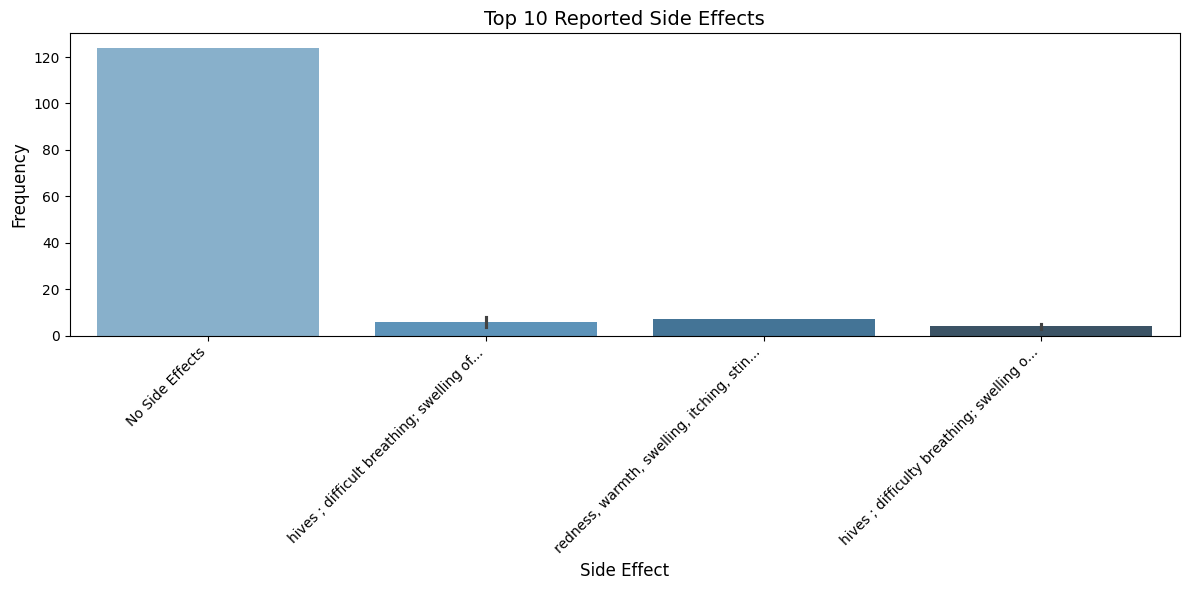 Top 10 Reported Side Effects
Frequency
120
100
80
60
40
20
0
No Side Effects
hives ; difficult breathing; swelling of...
redness, warmth, swelling, itching, stin...
hives ; difficulty breathing; swelling o...
Side Effect